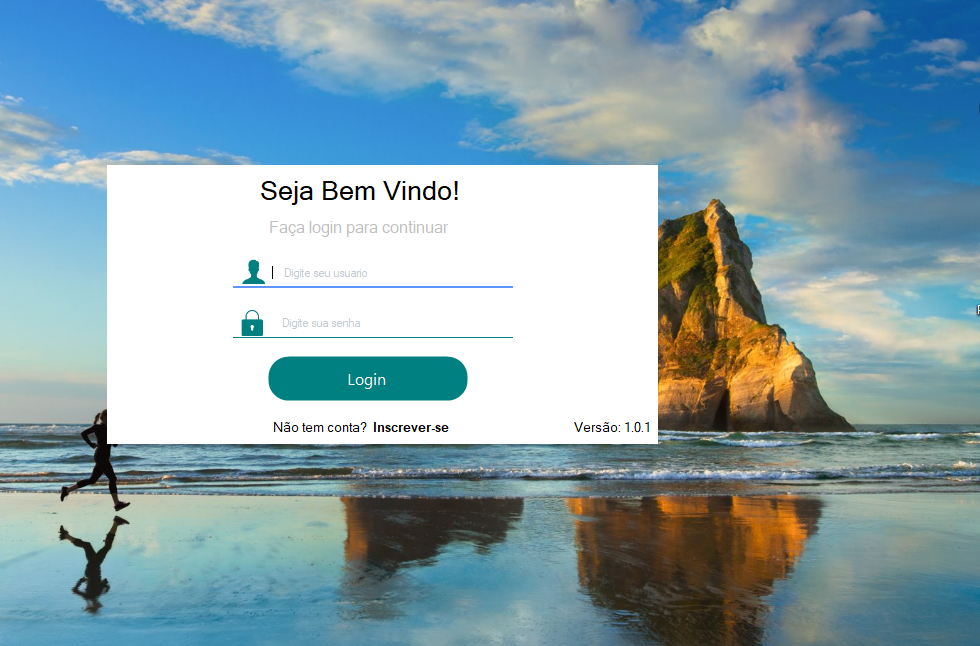 Seja Bem Vindo!
Faça login para continuar
Digite seu usuario
Digite sua senha
Login
Não tem conta? Inscrever-se
Versão: 1.0.1